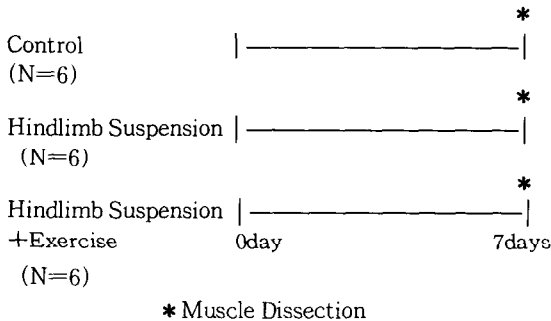 *
Control
(N=6)
*
Hindlimb Suspension
(N=6)
*
Hindlimb Suspension
+Exercise 0day 7days
(N=6)
* Muscle Dissection